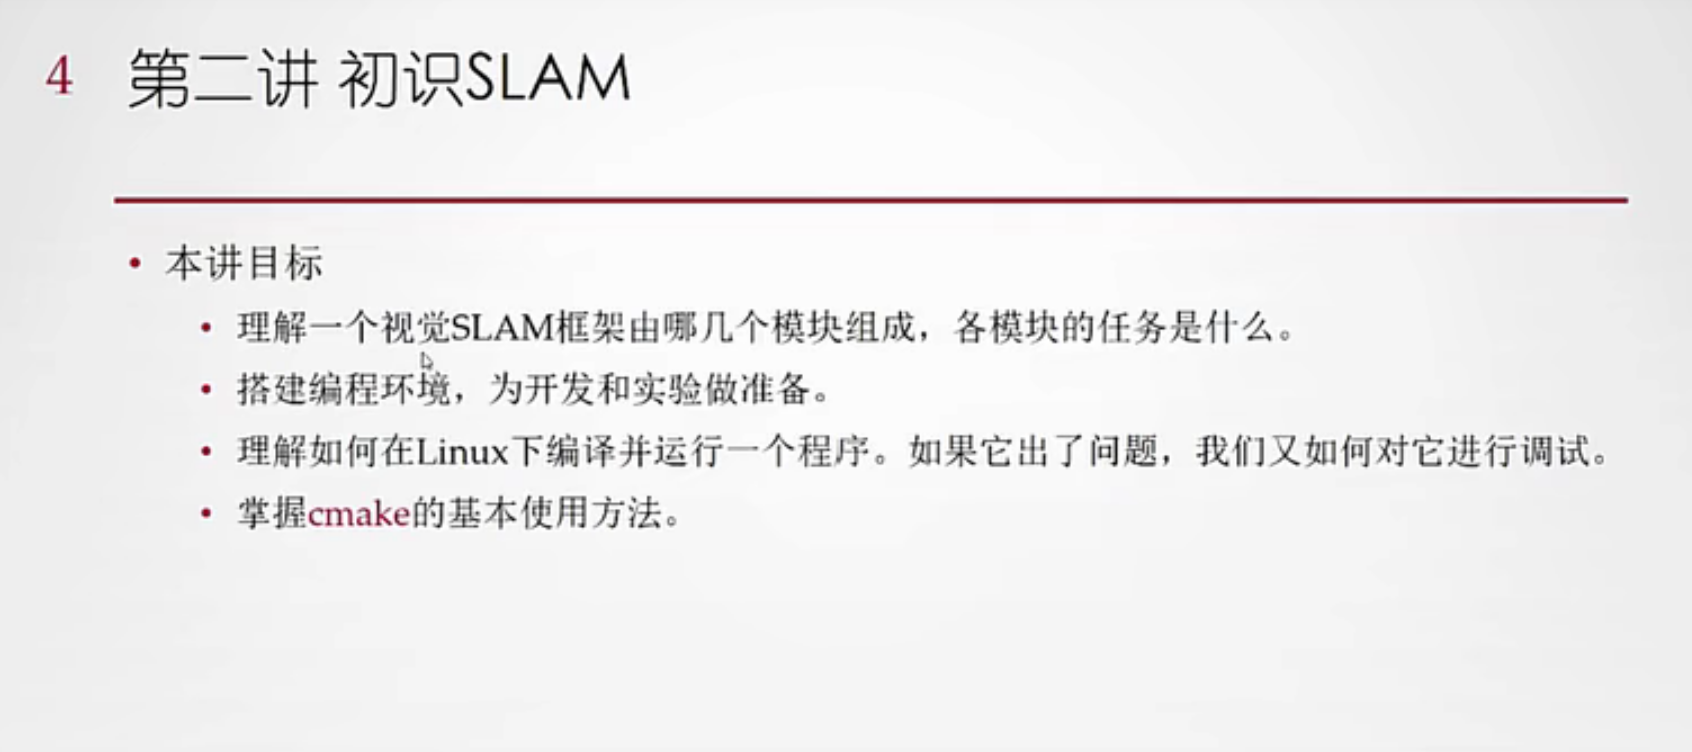 4 第二讲 初识SLAM
• 本讲目标
• 理解一个视觉SLAM框架由哪几个模块组成，各模块的任务是什么。
• 搭建编程环境，为开发和实验做准备。
• 理解如何在Linux下编译并运行一个程序。如果它出了问题，我们又如何对它进行调试。
• 掌握cmake的基本使用方法。